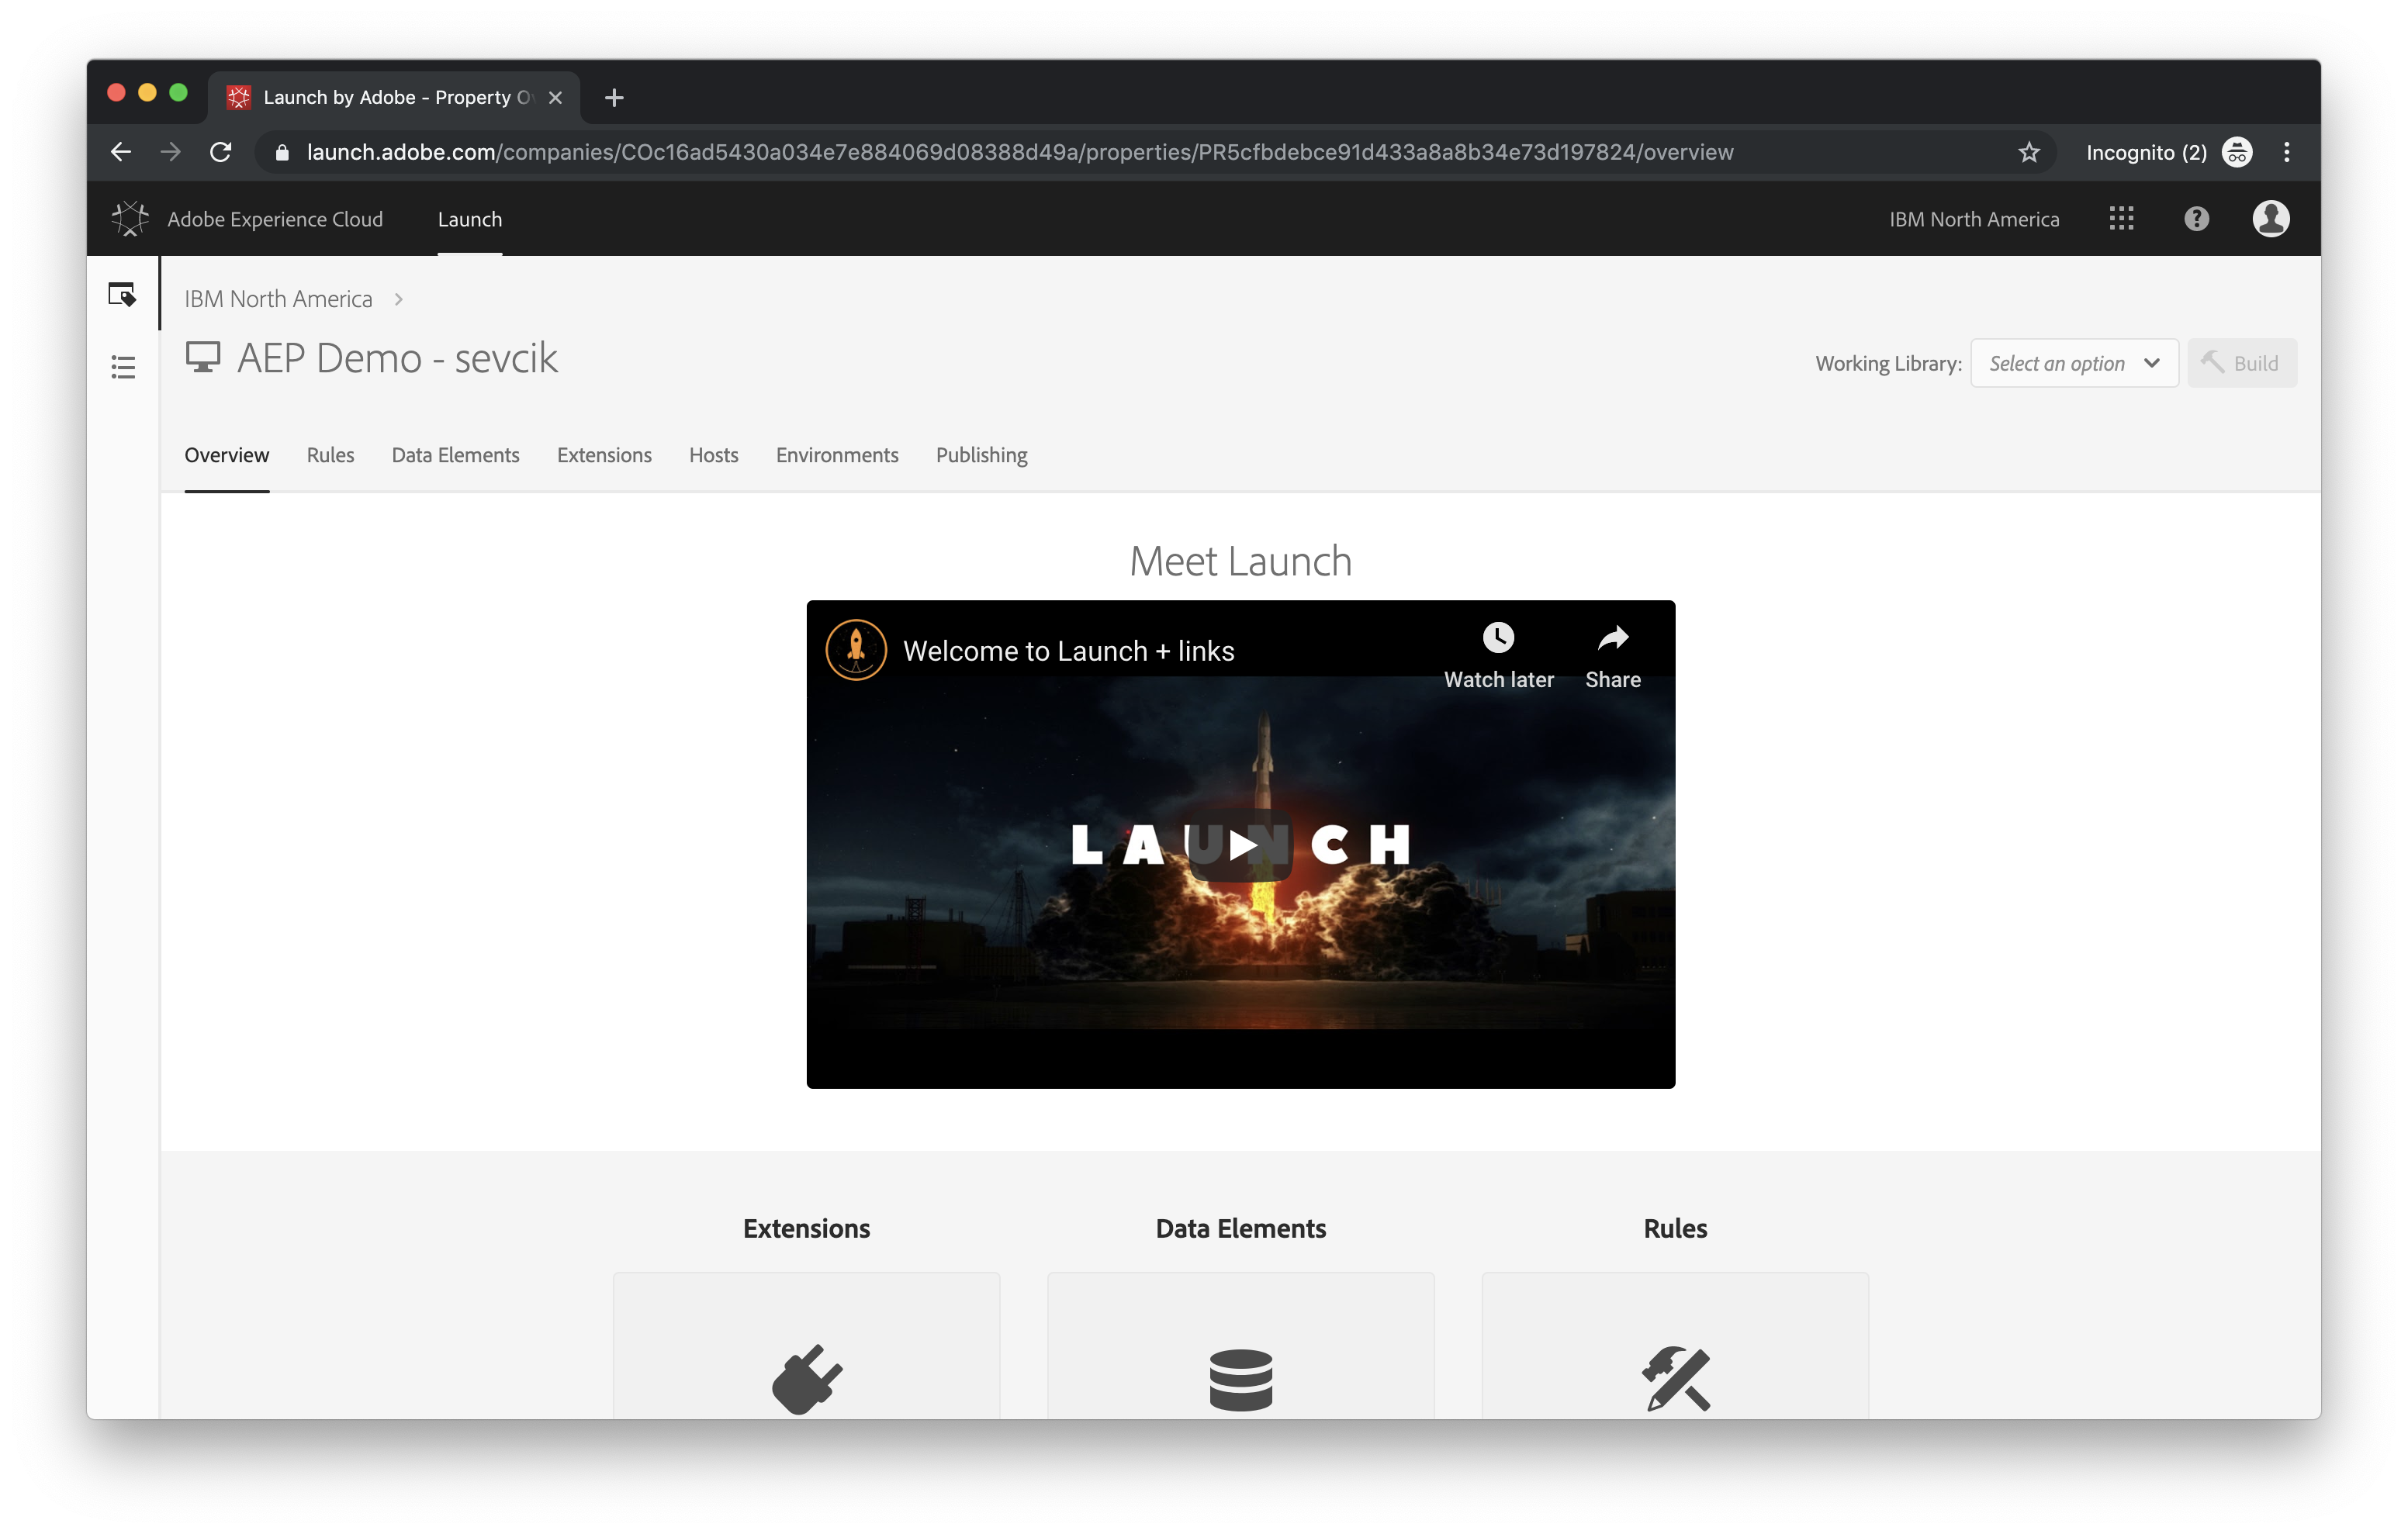 Launch by Adobe - Property O
launch.adobe.com/companies/COc16ad5430a034e7e884069d08388d49a/properties/PR5cfbdebce91d433a8a8b34e73d197824/overview
Incognito (2)
Adobe Experience Cloud
Launch
IBM North America
IBM North America
AEP Demo - sevcik
Working Library:
Select an option
Build
Overview
Rules
Data Elements
Extensions
Hosts
Environments
Publishing
Meet Launch
Welcome to Launch + links
Watch later
Share
LAUNCH
Extensions
Data Elements
Rules